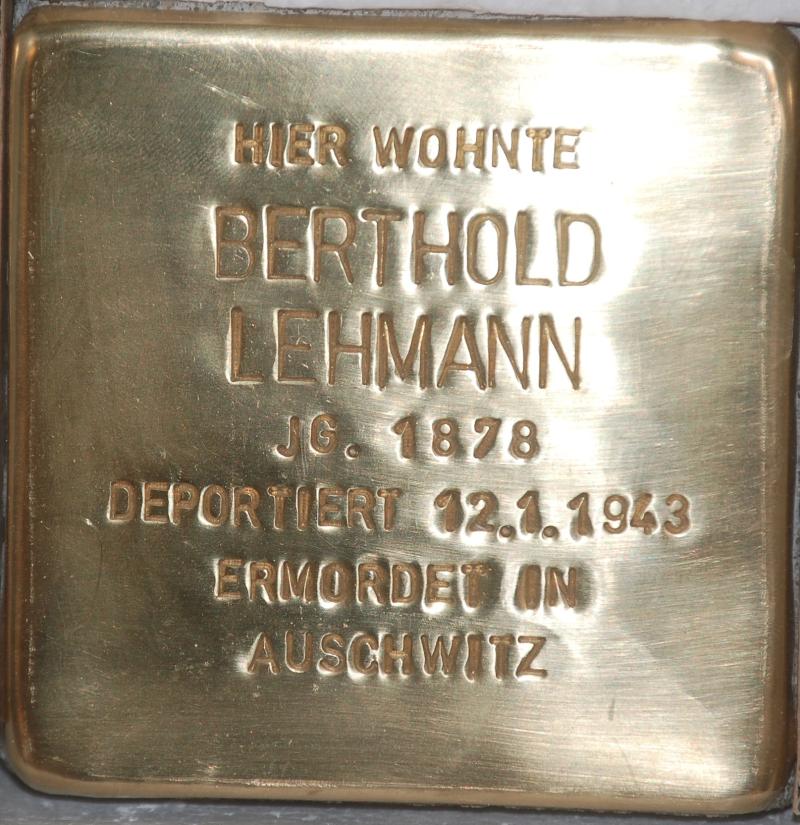 HIER WOHNTE
BERTHOLD
LEHMANN
JG. 1878
DEPORTIERT 12.1.1943
ERMORDET IN
AUSCHWITZ